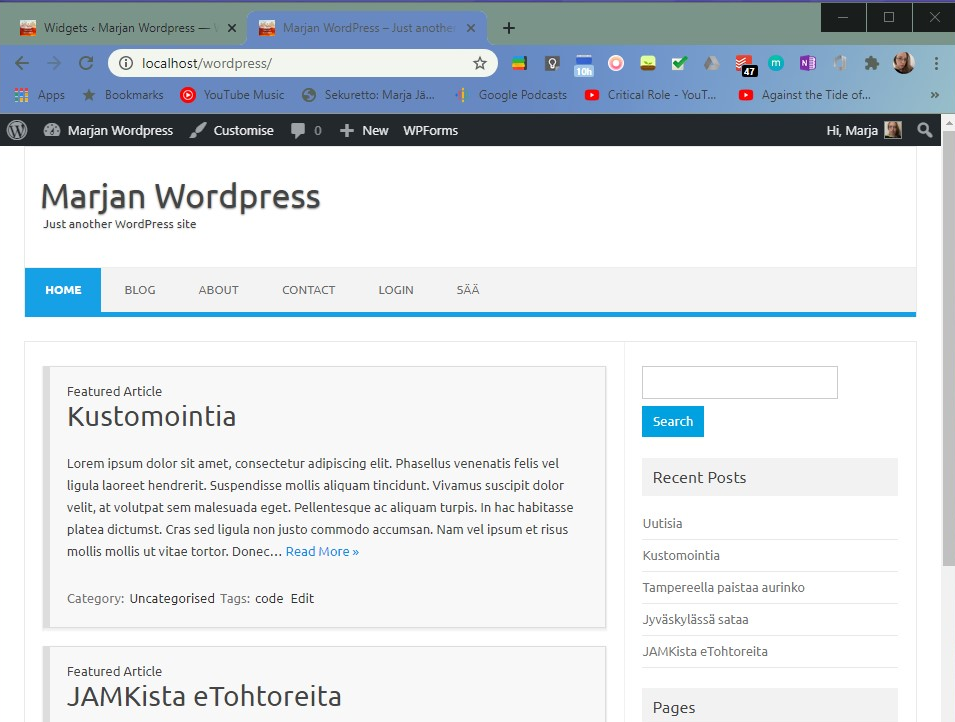 Widgets ‹ Marjan Wordpress —
Marjan WordPress – Just anothe
localhost/wordpress/
10h
47
Apps
Bookmarks
YouTube Music
Sekuretto: Marja Jä...
Google Podcasts
Critical Role - YouT...
Against the Tide of...
»
Marjan Wordpress
Customise
0
New
WPForms
Hi, Marja
Marjan Wordpress
Just another WordPress site
HOME
BLOG
ABOUT
CONTACT
LOGIN
SÄÄ
Featured Article
Kustomointia
Lorem ipsum dolor sit amet, consectetur adipiscing elit. Phasellus venenatis felis vel
ligula laoreet hendrerit. Suspendisse mollis aliquam tincidunt. Vivamus suscipit dolor
velit, at volutpat sem malesuada eget. Pellentesque ac aliquam turpis. In hac habitasse
platea dictumst. Cras sed ligula non justo commodo accumsan. Nam vel ipsum et risus
mollis mollis ut vitae tortor. Donec… Read More »
Category: Uncategorised Tags: code Edit
Featured Article
JAMKista eTohtoreita
Search
Recent Posts
Uutisia
Kustomointia
Tampereella paistaa aurinko
Jyväskylässä sataa
JAMKista eTohtoreita
Pages